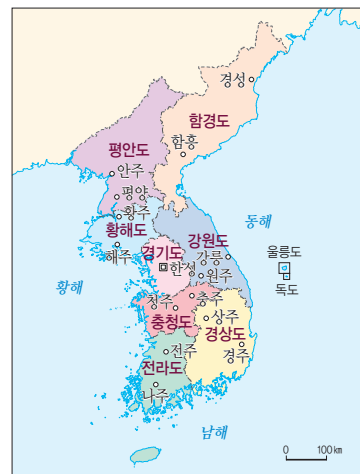 경성
함경도
함흥
평안도
안주
평양
황주
황해도
해주
동해
강원도
강릉
원주
울릉도
독도
경기도
한성
황해
청주
충주
충청도
상주
경상도
경주
전주
전라도
나주
남해
0 100km